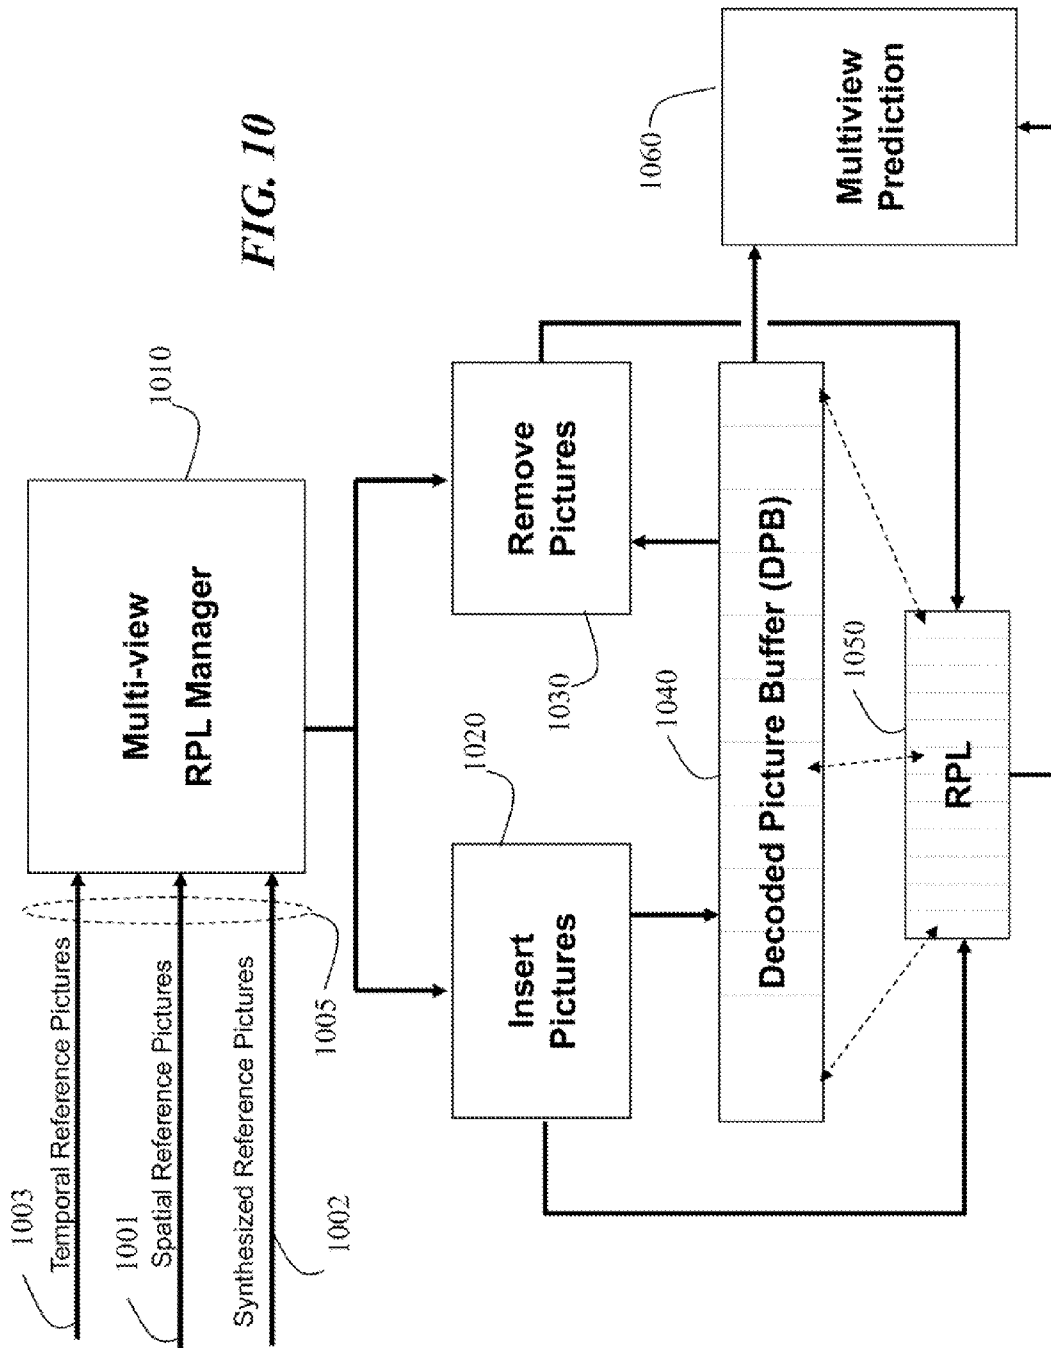 FIG. 10
1003
Temporal Reference Pictures
1001
Spatial Reference Pictures
Synthesized Reference Pictures
1002
1005
Multi-view
RPL Manager
1010
Insert
Pictures
1020
Remove
Pictures
1030
1040
Decoded Picture Buffer (DPB)
1050
RPL
1060
Multiview
Prediction